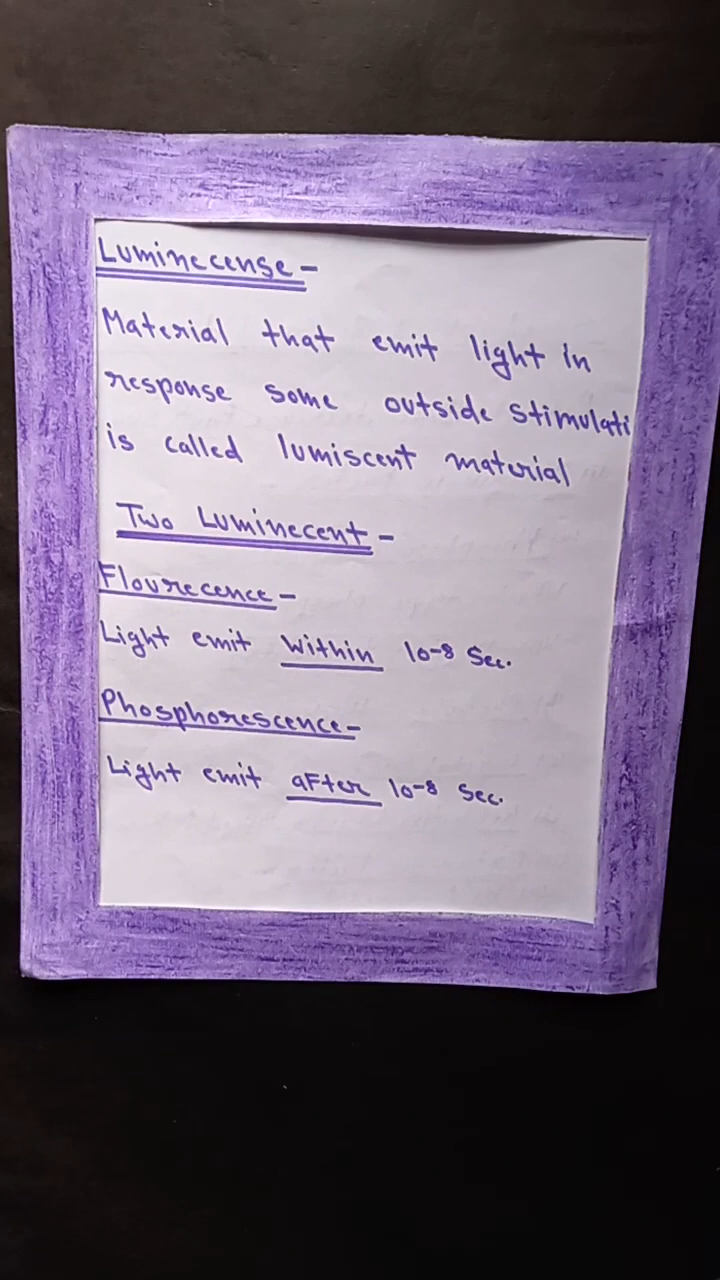 Luminecense -
Material that emit light in
response some outside stimulati
is called lumiscent material
Two Luminecent -
Flourecence -
Light emit Within 10-8 Sec.
Phosphorescence -
Light emit aFter 10-8 Sec.